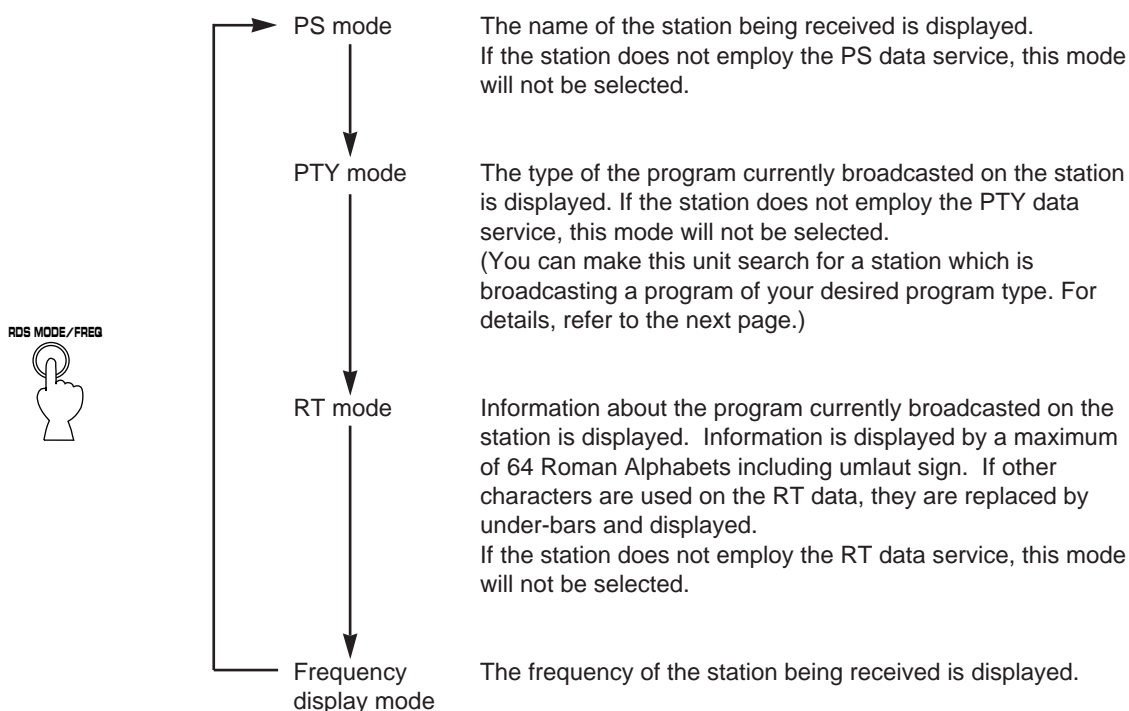 PS mode
The name of the station being received is displayed.
If the station does not employ the PS data service, this mode
will not be selected.
PTY mode
The type of the program currently broadcasted on the station
is displayed. If the station does not employ the PTY data
service, this mode will not be selected.
(You can make this unit search for a station which is
broadcasting a program of your desired program type. For
details, refer to the next page.)
RDS MODE/FREQ
RT mode
Information about the program currently broadcasted on the
station is displayed.  Information is displayed by a maximum
of 64 Roman Alphabets including umlaut sign.  If other
characters are used on the RT data, they are replaced by
under-bars and displayed.
If the station does not employ the RT data service, this mode
will not be selected.
Frequency
display mode
The frequency of the station being received is displayed.